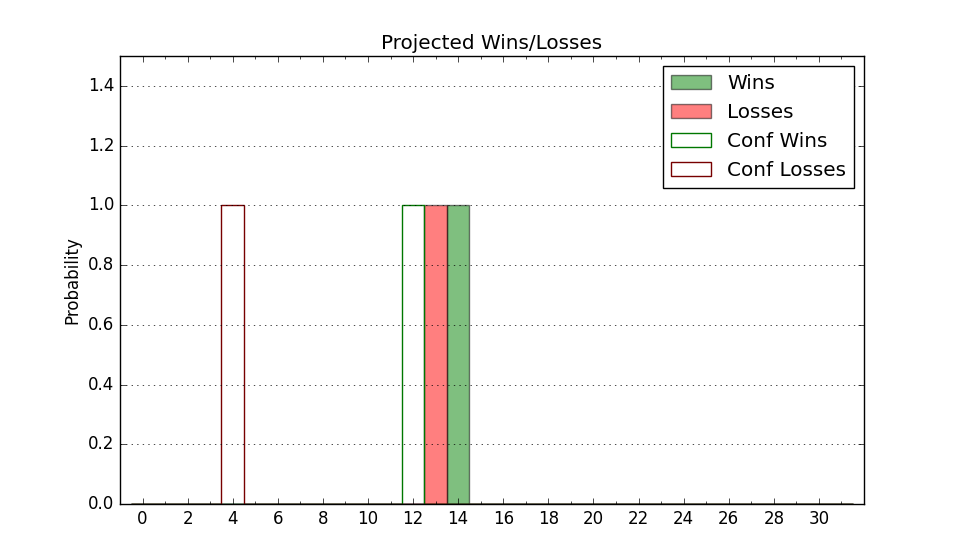 Projected Wins/Losses
Wins
Losses
Conf Wins
Conf Losses
Probability
1.4
1.2
1.0
0.8
0.6
0.4
0.2
0.0
0 2 4 6 8 10 12 14 16 18 20 22 24 26 28 30